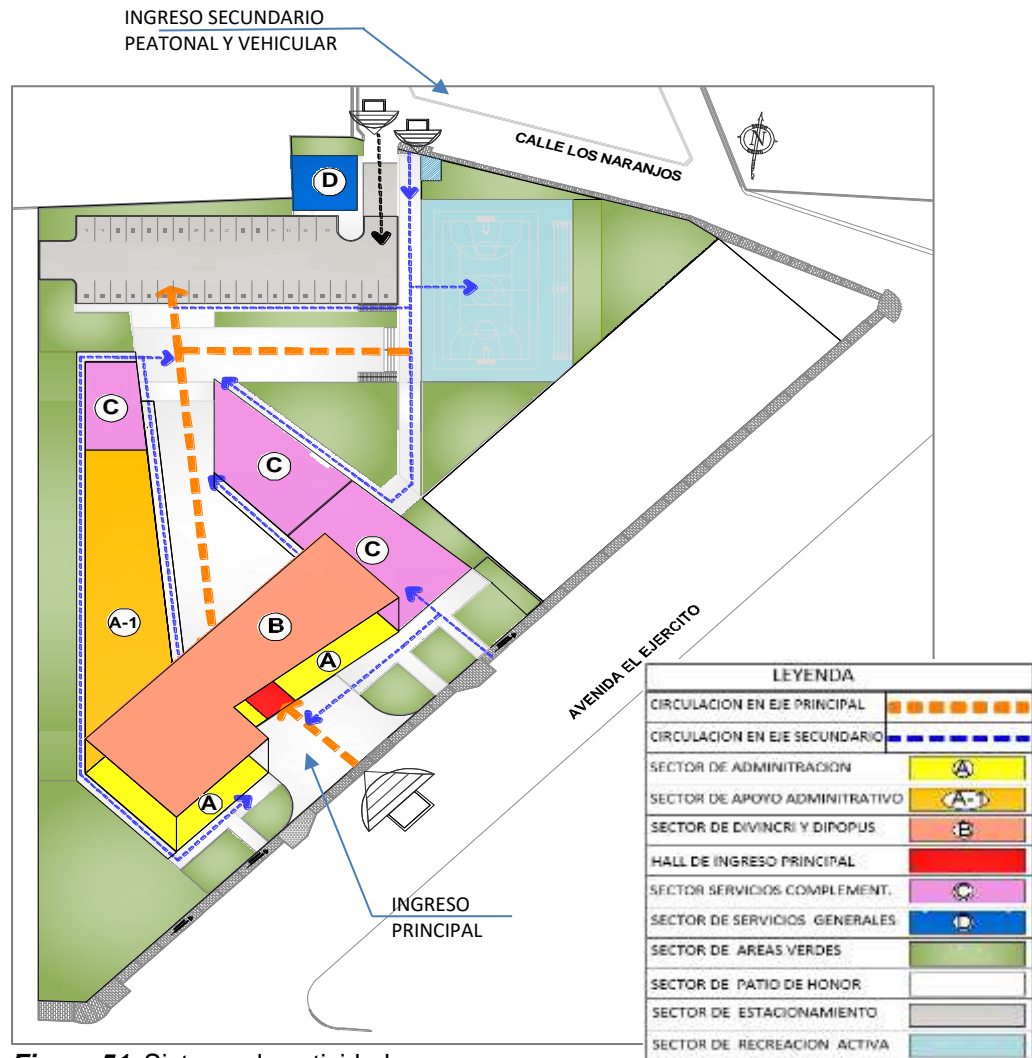 INGRESO SECUNDARIO
PEATONAL Y VEHICULAR
CALLE LOS NARANJOS
N
D
C
C
C
A-1
B
A
A
AVENIDA EL EJERCITO
INGRESO
PRINCIPAL
LEYENDA
CIRCULACION EN EJE PRINCIPAL
CIRCULACION EN EJE SECUNDARIO
SECTOR DE ADMINITRACION A
SECTOR DE APOYO ADMINITRATIVO A-1
SECTOR DE DIVINCRI Y DIPOPUS B
HALL DE INGRESO PRINCIPAL
SECTOR SERVICIOS COMPLEMENT. C
SECTOR DE SERVICIOS GENERALES D
SECTOR DE AREAS VERDES
SECTOR DE PATIO DE HONOR
SECTOR DE ESTACIONAMIENTO
SECTOR DE RECREACION ACTIVA